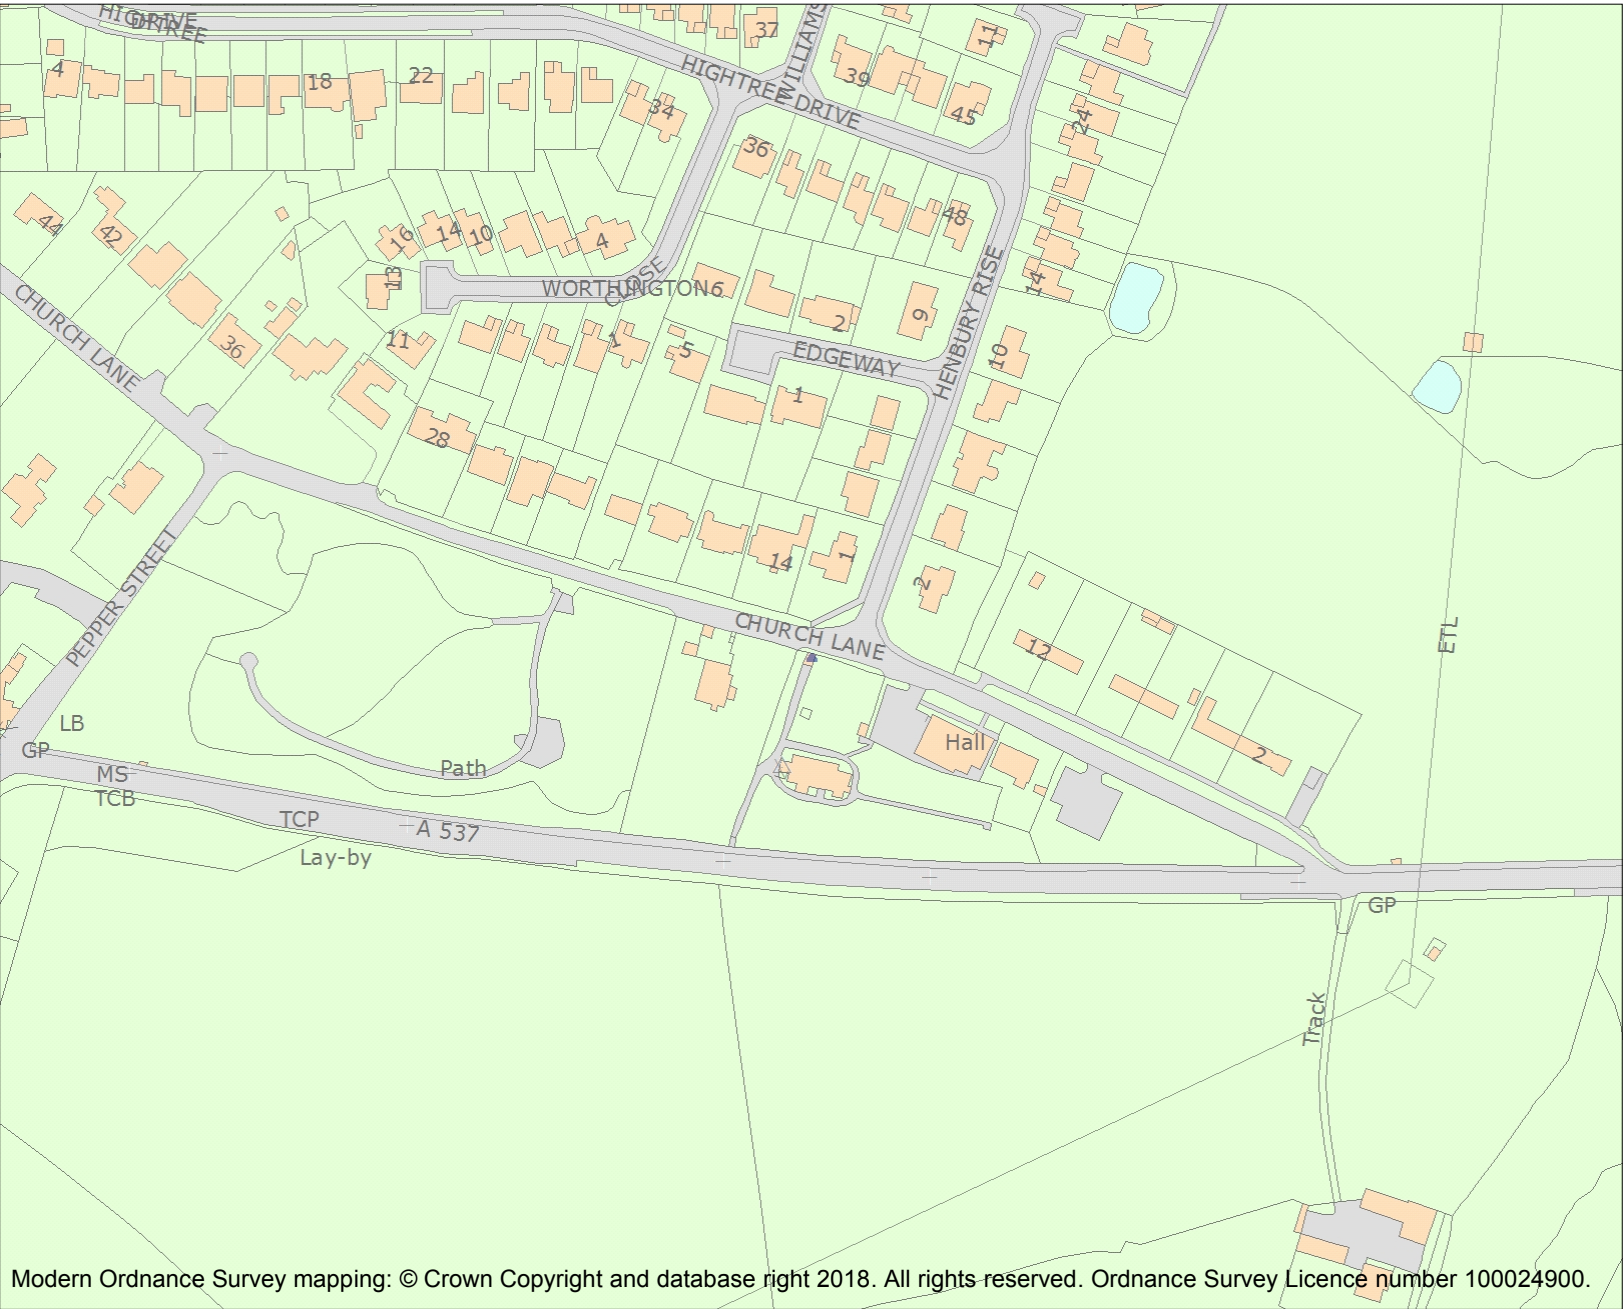 HIGHTREE
DRIVE
WILLIAMS
37
11
4
18
22
34
HIGHTREE DRIVE
39
45
24
36
48
44
42
16
14
10
4
13
WORTHINGTON
CLOSE
6
2
9
14
HENBURY RISE
CHURCH LANE
36
11
1
5
EDGEWAY
10
1
28
14
1
2
PEPPER STREET
CHURCH LANE
12
ETL
LB
GP
MS
TCB
Path
Hall
2
TCP
A 537
Lay-by
GP
Track
Modern Ordnance Survey mapping: © Crown Copyright and database right 2018. All rights reserved. Ordnance Survey Licence number 100024900.